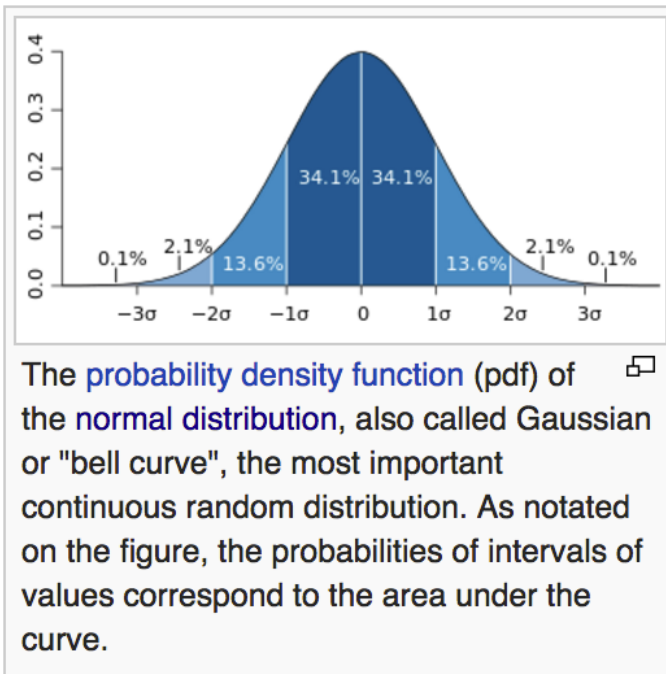 0.4
0.3
0.2
0.1
0.0
34.1% 34.1%
0.1% 2.1% 13.6% 13.6% 2.1% 0.1%
−3σ −2σ −1σ 0 1σ 2σ 3σ
The probability density function (pdf) of
the normal distribution, also called Gaussian
or "bell curve", the most important
continuous random distribution. As notated
on the figure, the probabilities of intervals of
values correspond to the area under the
curve.